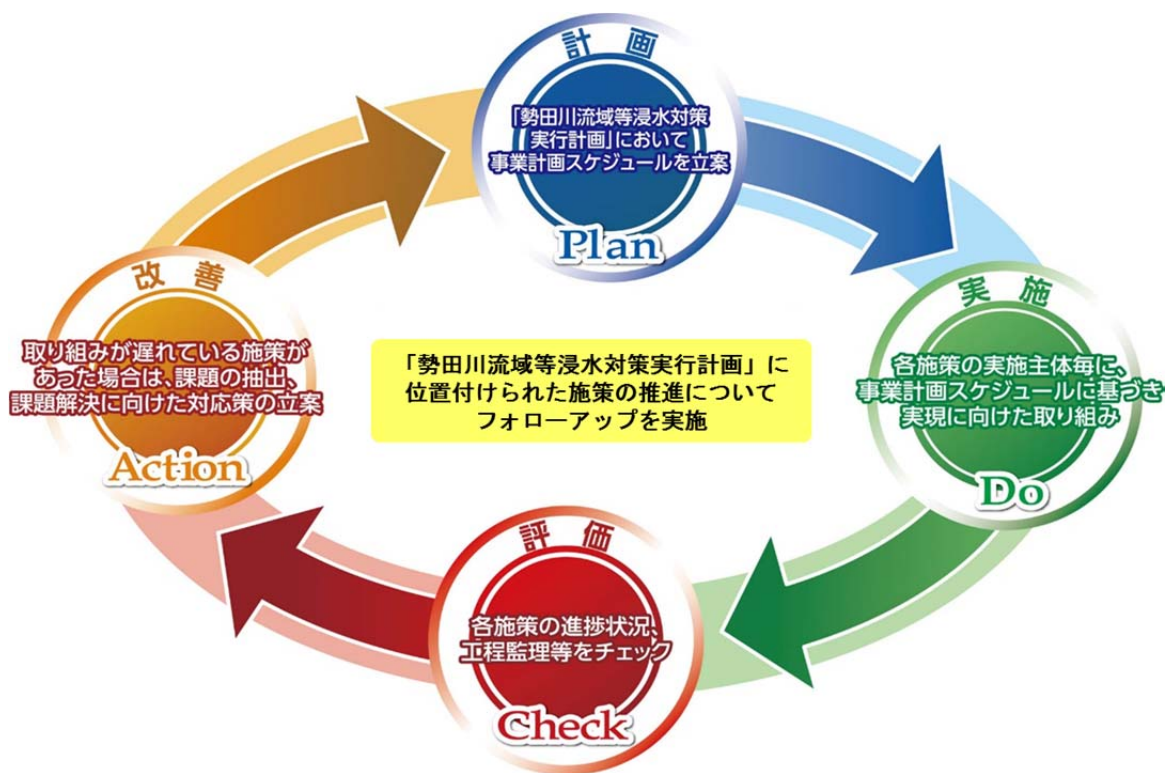 計画
「勢田川流域等浸水対策
実行計画」において
事業計画スケジュールを立案
Plan
実施
各施策の実施主体毎に、
事業計画スケジュールに基づき
実現に向けた取り組み
Do
評価
各施策の進捗状況、
工程監理等をチェック
Check
改善
取り組みが遅れている施策が
あった場合は、課題の抽出、
課題解決に向けた対応策の立案
Action
「勢田川流域等浸水対策実行計画」に
位置付けられた施策の推進について
フォローアップを実施